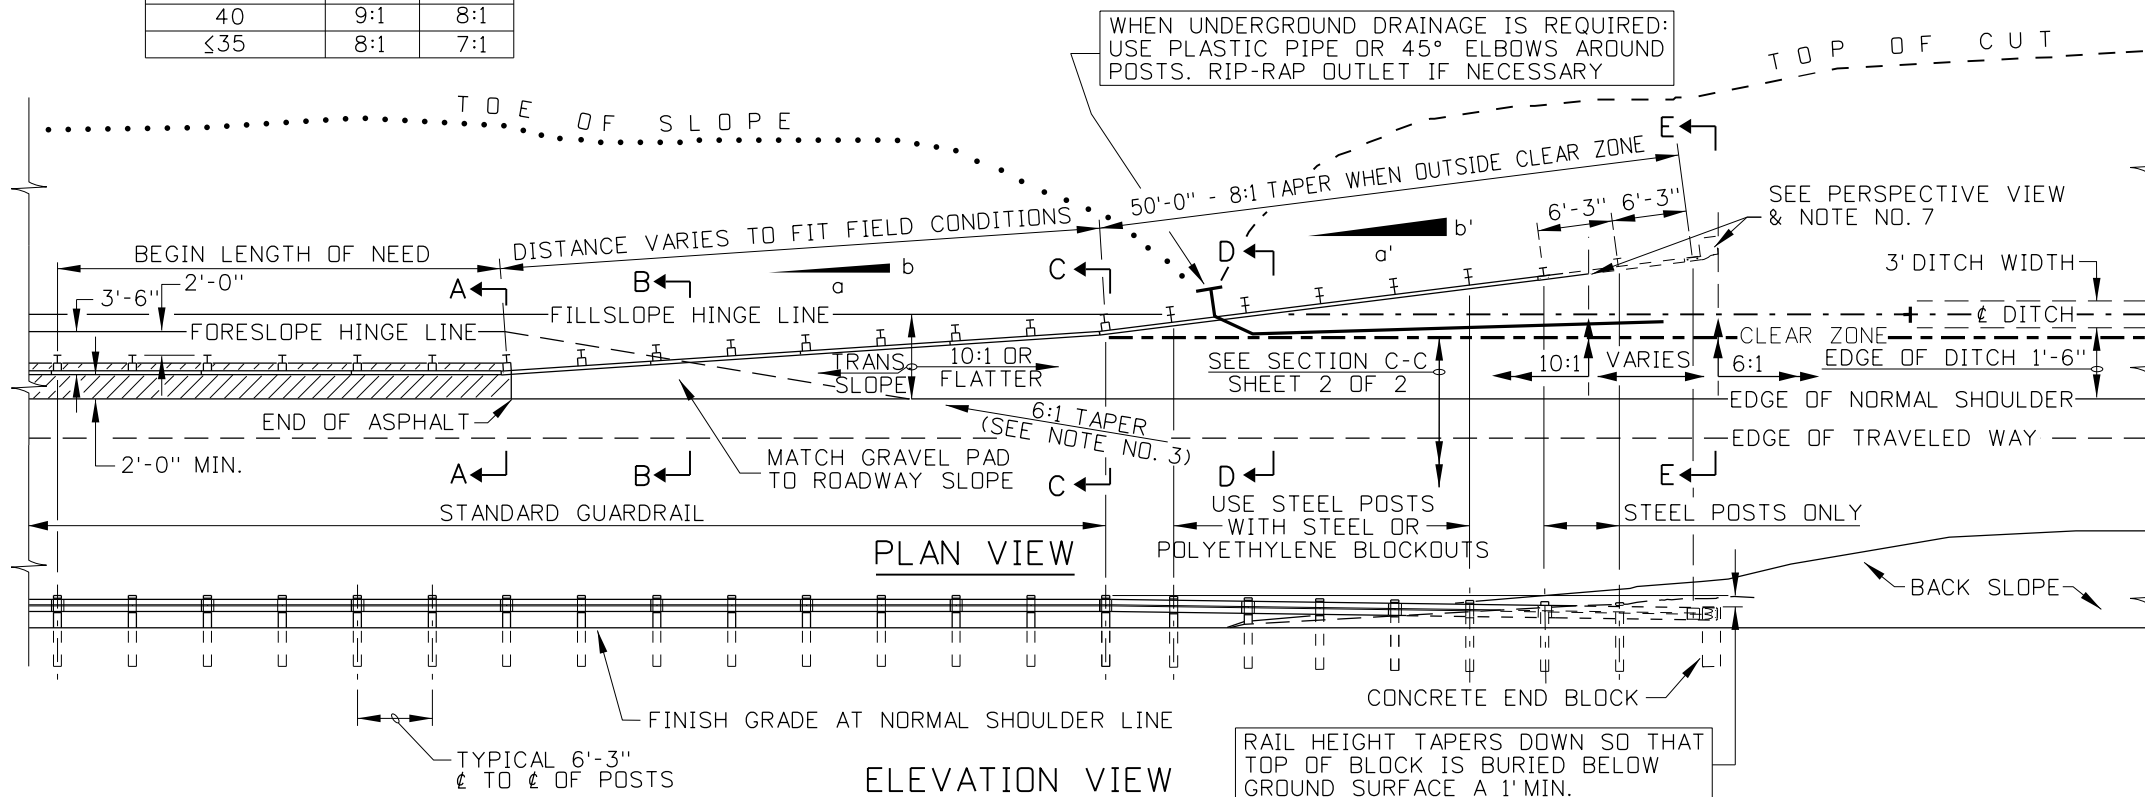 40 9:1 8:1
≤35 8:1 7:1
WHEN UNDERGROUND DRAINAGE IS REQUIRED:
USE PLASTIC PIPE OR 45° ELBOWS AROUND
POSTS. RIP-RAP OUTLET IF NECESSARY
TOP OF CUT
TOE OF SLOPE
E
50'-0" - 8:1 TAPER WHEN OUTSIDE CLEAR ZONE
SEE PERSPECTIVE VIEW
& NOTE NO. 7
6'-3" 6'-3"
BEGIN LENGTH OF NEED
DISTANCE VARIES TO FIT FIELD CONDITIONS
b
a
b'
a'
3'-6"
2'-0"
A
B
C
D
3' DITCH WIDTH
FORESLOPE HINGE LINE
FILLSLOPE HINGE LINE
℄ DITCH
CLEAR ZONE
TRANS
SLOPE
10:1 OR
FLATTER
SEE SECTION C-C
SHEET 2 OF 2
10:1
VARIES
6:1
EDGE OF DITCH 1'-6"
EDGE OF NORMAL SHOULDER
END OF ASPHALT
6:1 TAPER
(SEE NOTE NO. 3)
EDGE OF TRAVELED WAY
2'-0" MIN.
A
B
C
D
E
MATCH GRAVEL PAD
TO ROADWAY SLOPE
STANDARD GUARDRAIL
USE STEEL POSTS
WITH STEEL OR
POLYETHYLENE BLOCKOUTS
STEEL POSTS ONLY
PLAN VIEW
BACK SLOPE
CONCRETE END BLOCK
FINISH GRADE AT NORMAL SHOULDER LINE
TYPICAL 6'-3"
℄ TO ℄ OF POSTS
ELEVATION VIEW
RAIL HEIGHT TAPERS DOWN SO THAT
TOP OF BLOCK IS BURIED BELOW
GROUND SURFACE A 1' MIN.